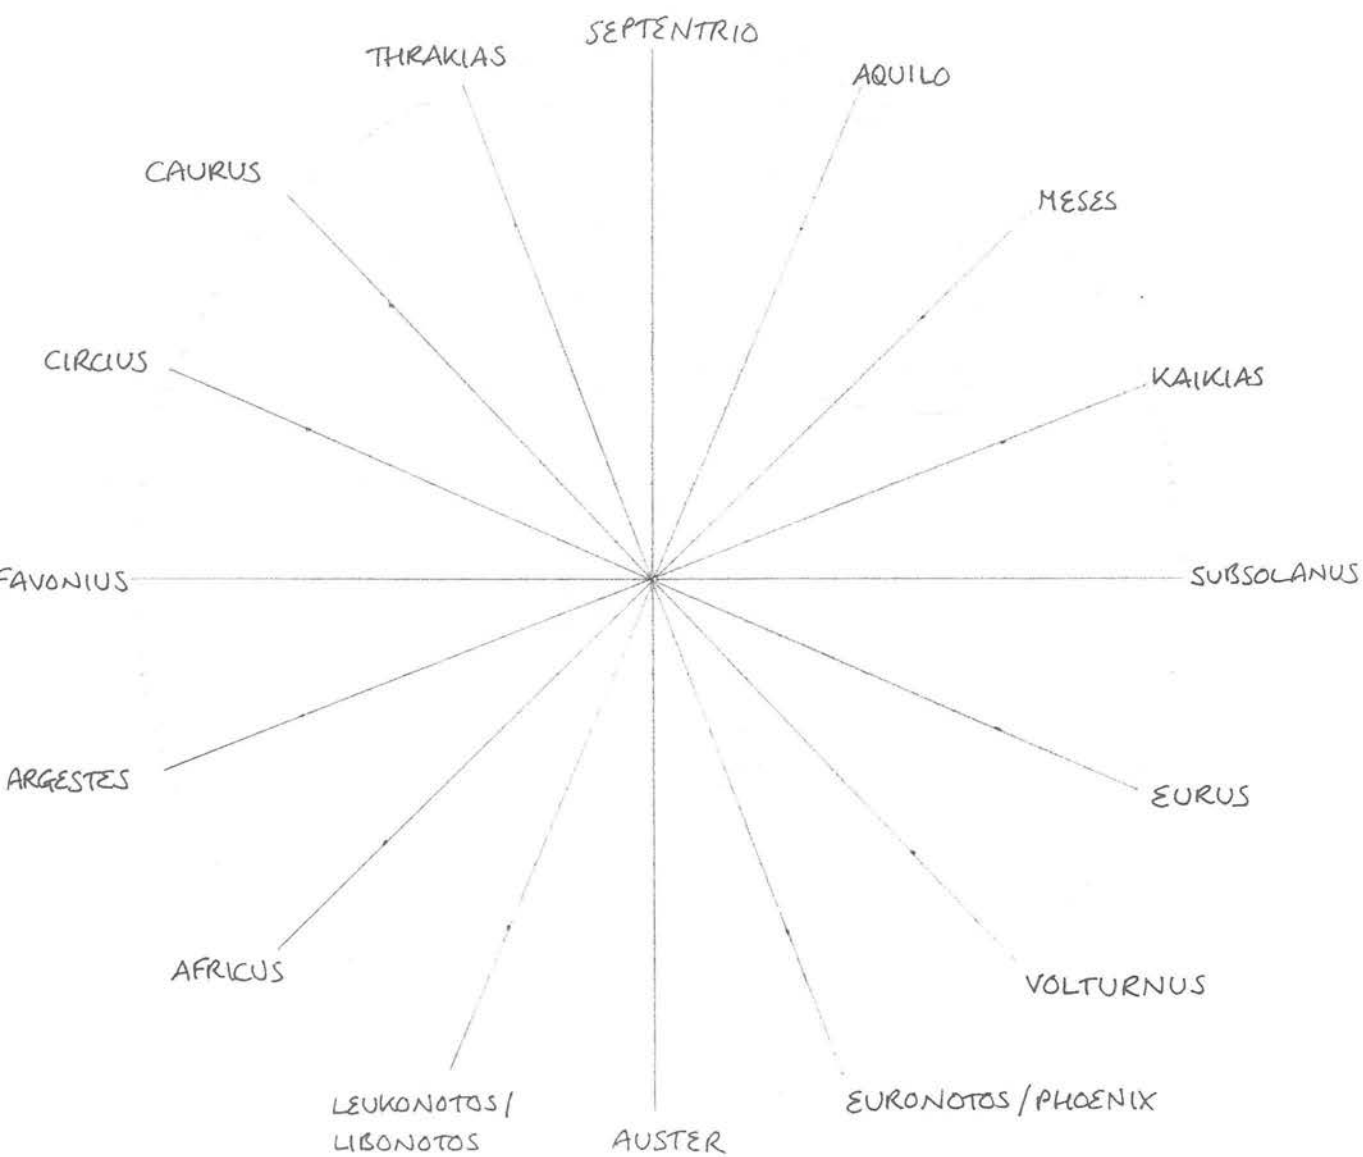 SEPTENTRIO
THRAKIAS
AQUILO
CAURUS
MESES
CIRCIUS
KAIKIAS
FAVONIUS
SUBSOLANUS
ARGESTES
EURUS
AFRICUS
VOLTURNUS
LEUKONOTOS/
LIBONOTOS
EURONOTOS/PHOENIX
AUSTER